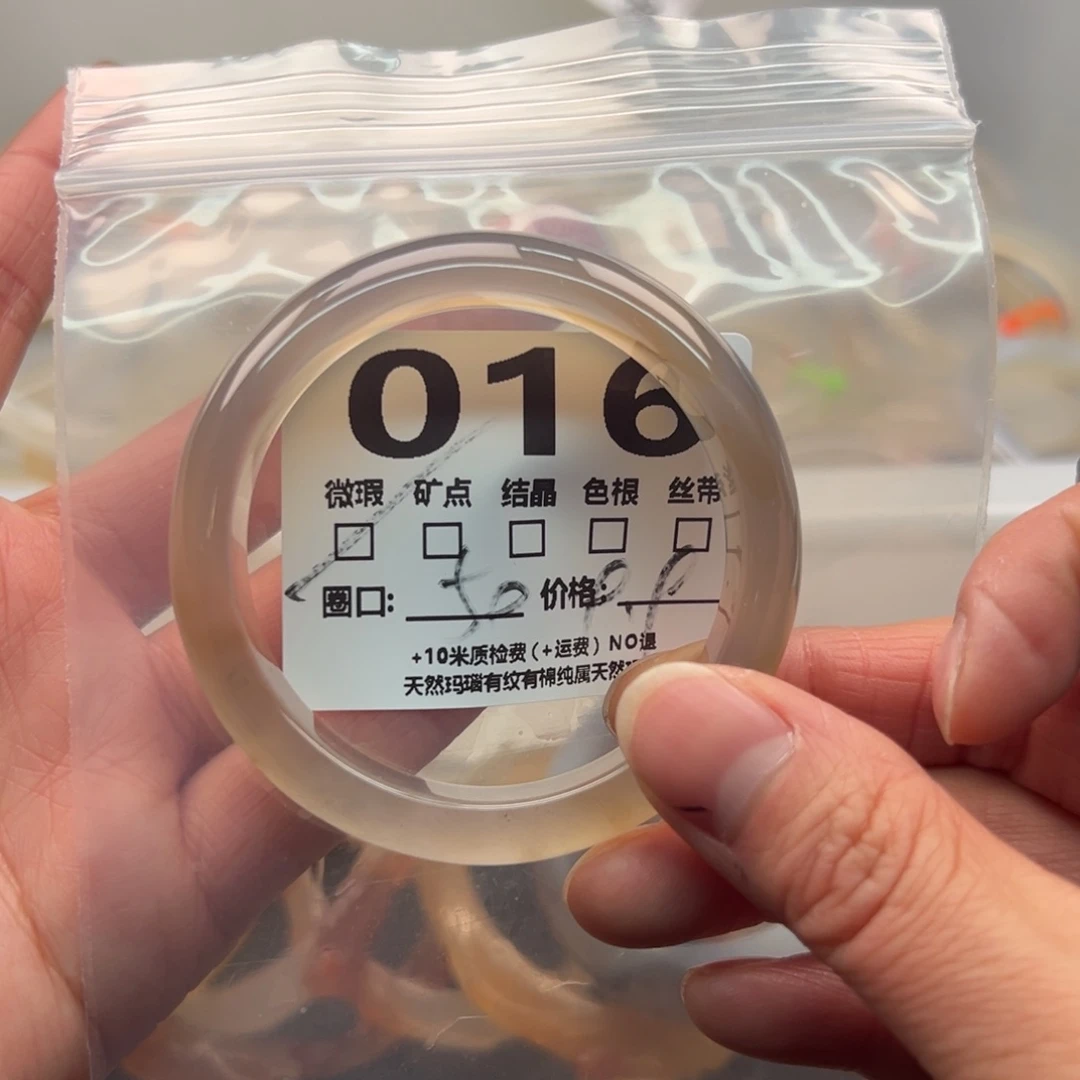 016
微瑕 矿点 结晶 色根 丝带
圈口: 价格:
+10米质检费(+运费)NO退
天然玛瑙有纹有棉纯属天然